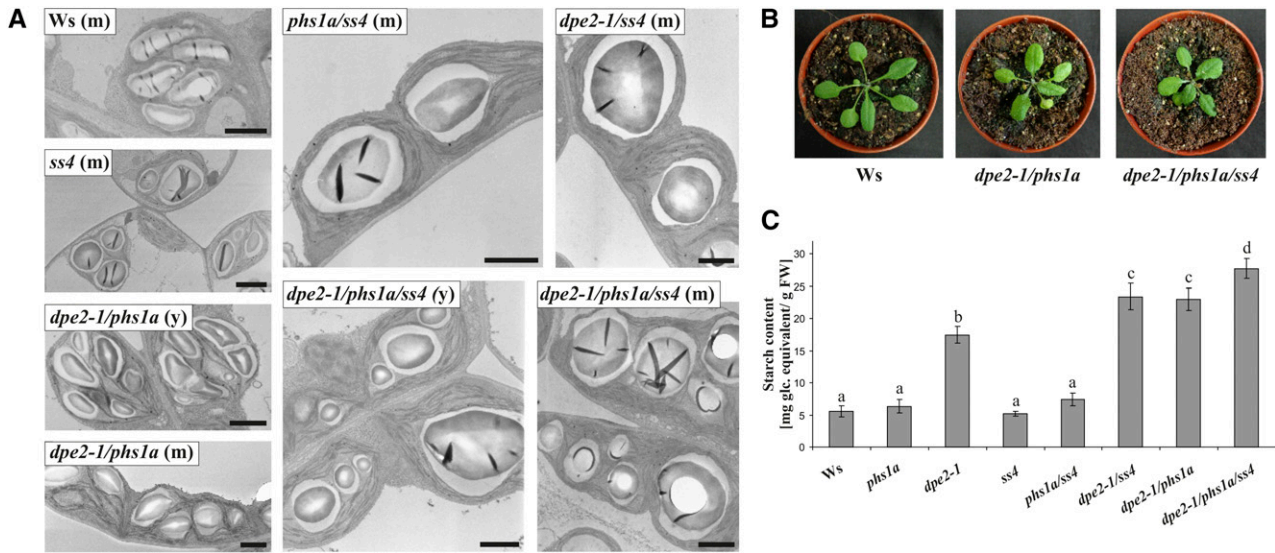 A
Ws (m)
phs1a/ss4 (m)
dpe2-1/ss4 (m)
ss4 (m)
dpe2-1/phs1a (y)
dpe2-1/phs1a/ss4 (y)
dpe2-1/phs1a/ss4 (m)
dpe2-1/phs1a (m)
B
Ws
dpe2-1/phs1a
dpe2-1/phs1a/ss4
C
Starch content
[mg glc. equivalent/ g FW]
30
25
20
15
10
5
0
a
a
b
a
a
c
c
d
Ws
phs1a
dpe2-1
ss4
phs1a/ss4
dpe2-1/ss4
dpe2-1/phs1a
dpe2-1/phs1a/ss4